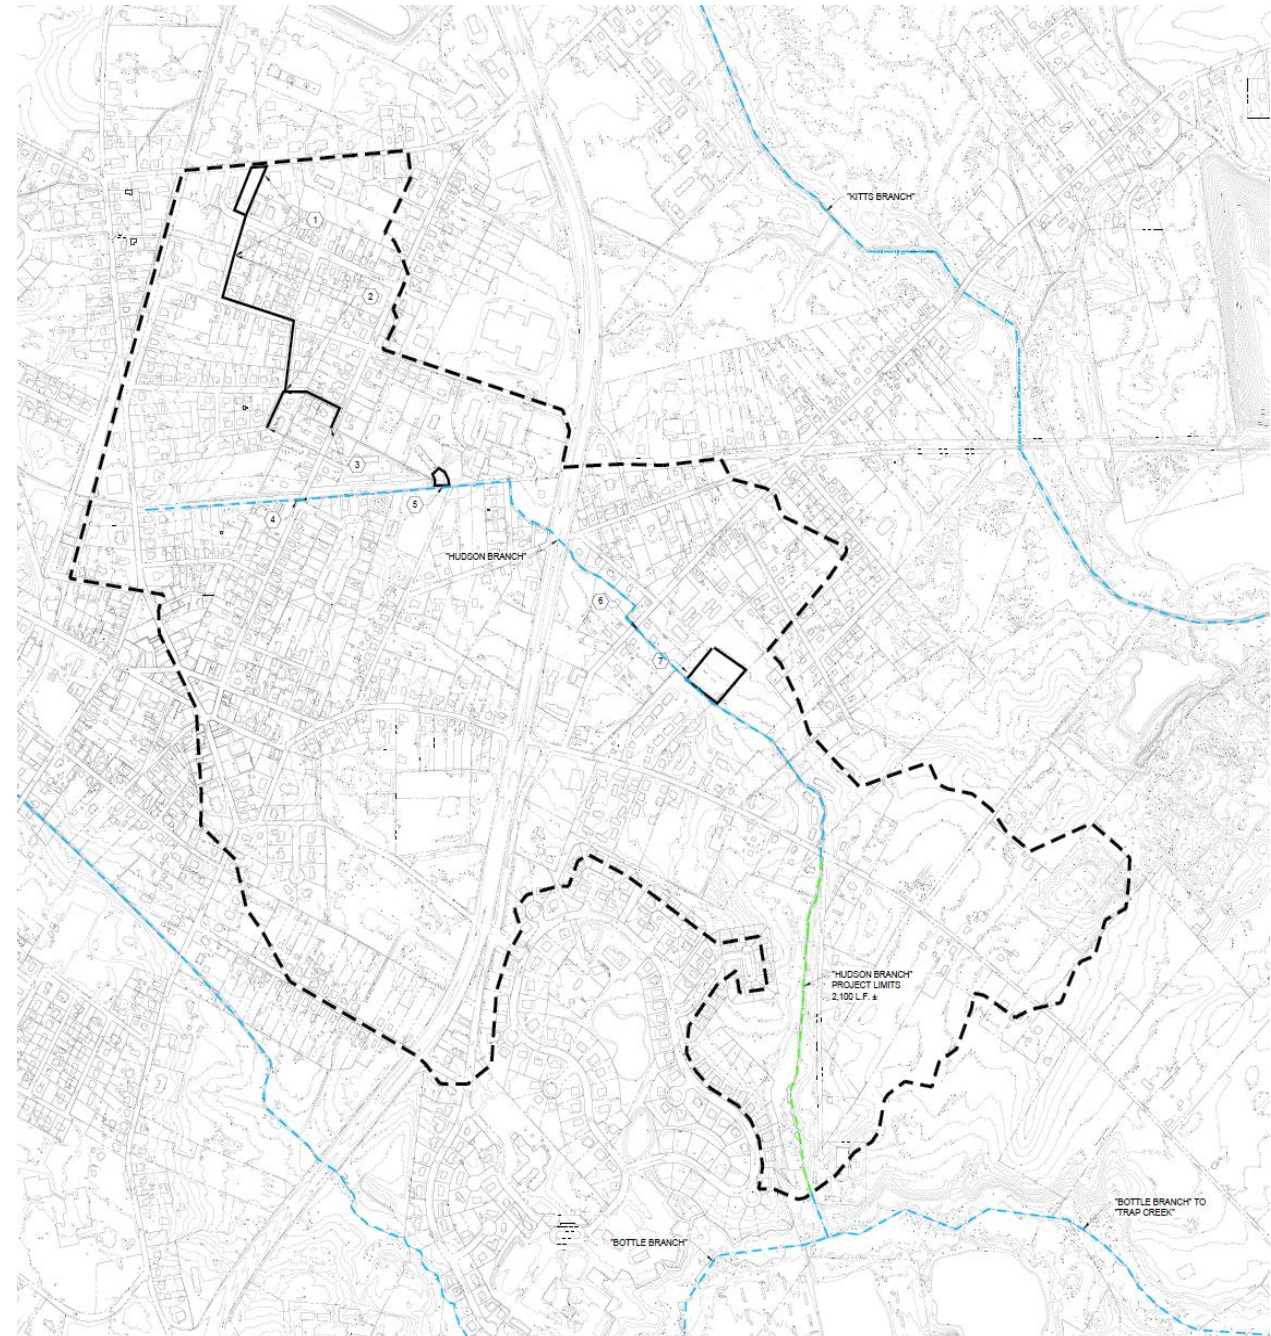 "KITTS BRANCH"
1
2
3
4
5
"HUDSON BRANCH"
6
7
"HUDSON BRANCH"
PROJECT LIMITS
2,100 L.F. ±
"BOTTLE BRANCH" TO
"TRAP CREEK"
"BOTTLE BRANCH"